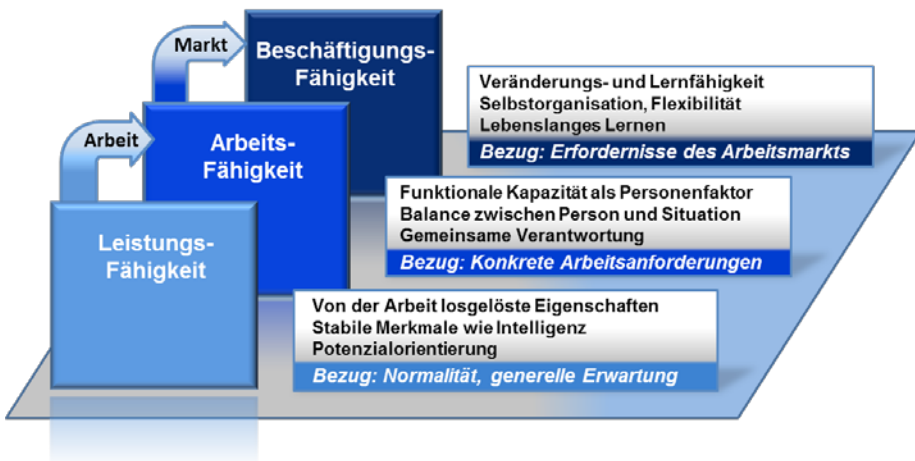 Markt
Beschäftigungs-
Fähigkeit
Veränderungs- und Lernfähigkeit
Selbstorganisation, Flexibilität
Lebenslanges Lernen
Bezug: Erfordernisse des Arbeitsmarkts
Arbeit
Arbeits-
Fähigkeit
Funktionale Kapazität als Personenfaktor
Balance zwischen Person und Situation
Gemeinsame Verantwortung
Bezug: Konkrete Arbeitsanforderungen
Leistungs-
Fähigkeit
Von der Arbeit losgelöste Eigenschaften
Stabile Merkmale wie Intelligenz
Potenzialorientierung
Bezug: Normalität, generelle Erwartung